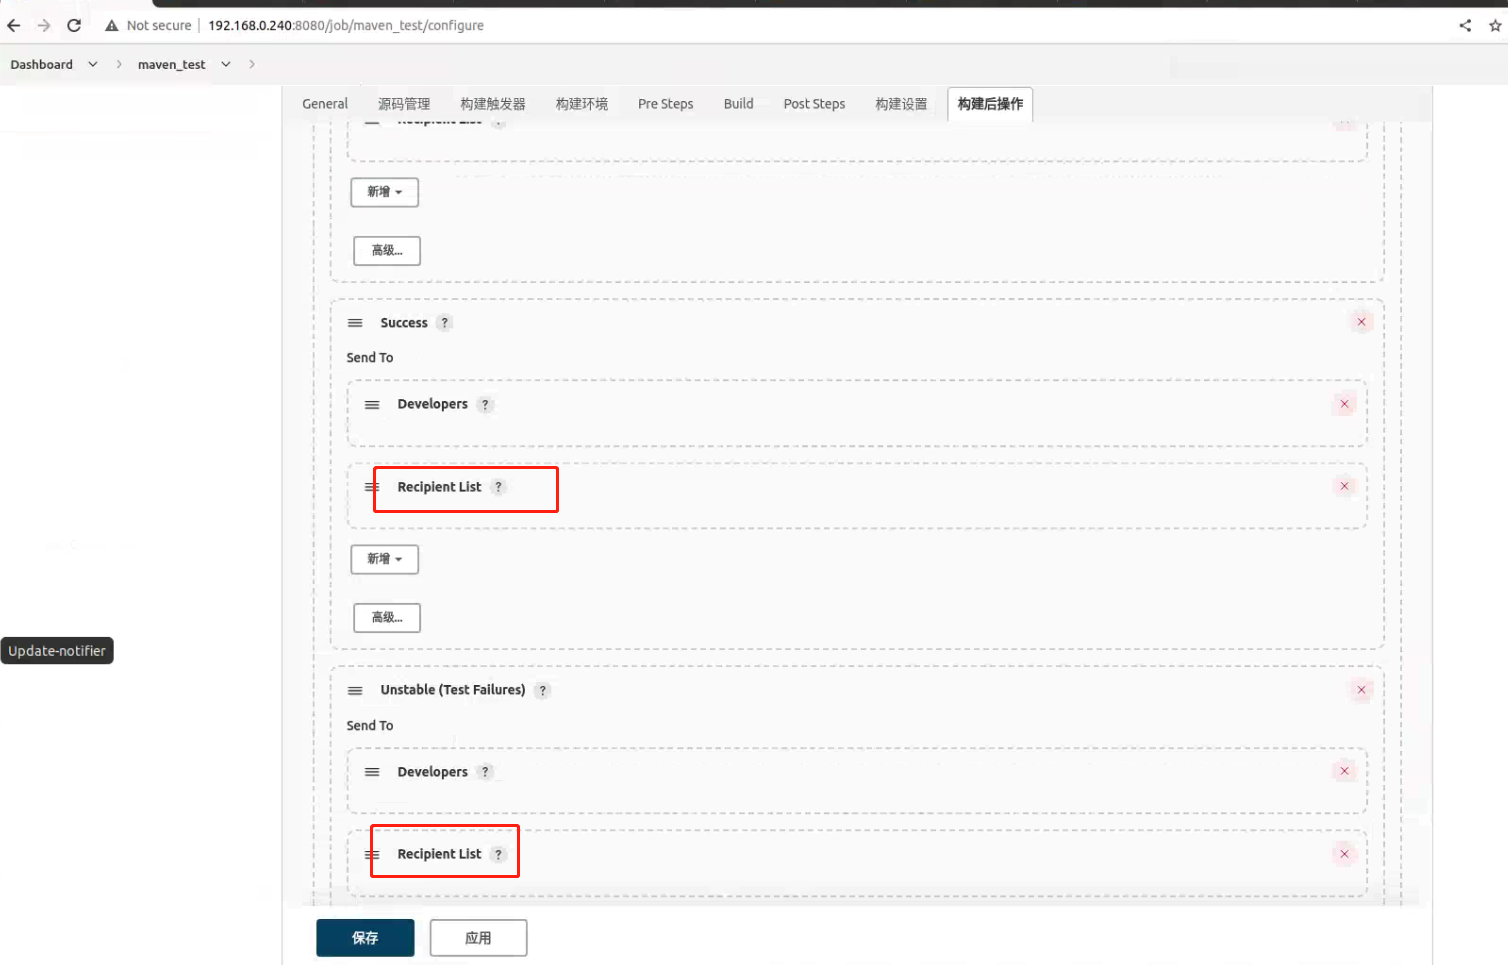 Not secure 192.168.0.240:8080/job/maven_test/configure
Dashboard maven_test
General 源码管理 构建触发器 构建环境 Pre Steps Build Post Steps 构建设置 构建后操作
Recipient List ?
新增
高级...
Success ?
Send To
Developers ?
Recipient List ?
新增
高级...
Update-notifier
Unstable (Test Failures) ?
Send To
Developers ?
Recipient List ?
保存 应用